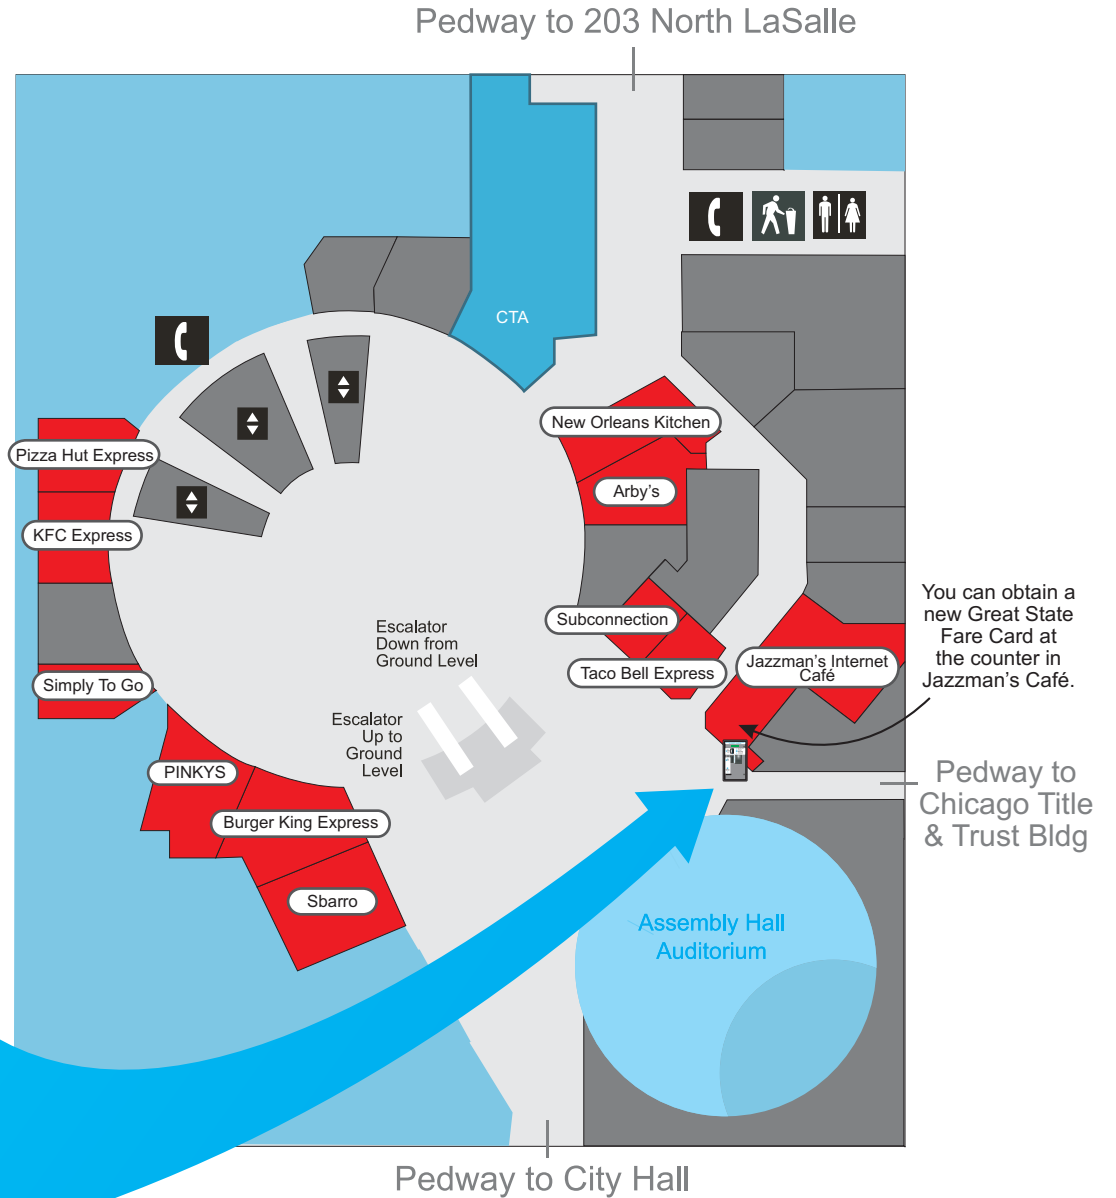 Pedway to 203 North LaSalle
CTA
New Orleans Kitchen
Pizza Hut Express
Arby's
KFC Express
You can obtain a
new Great State
Fare Card at
the counter in
Jazzman's Café.
Subconnection
Escalator
Down from
Ground Level
Taco Bell Express
Jazzman's Internet
Café
Simply To Go
Escalator
Up to
Ground
Level
PINKYS
Pedway to
Chicago Title
& Trust Bldg
Burger King Express
Sbarro
Assembly Hall
Auditorium
Pedway to City Hall